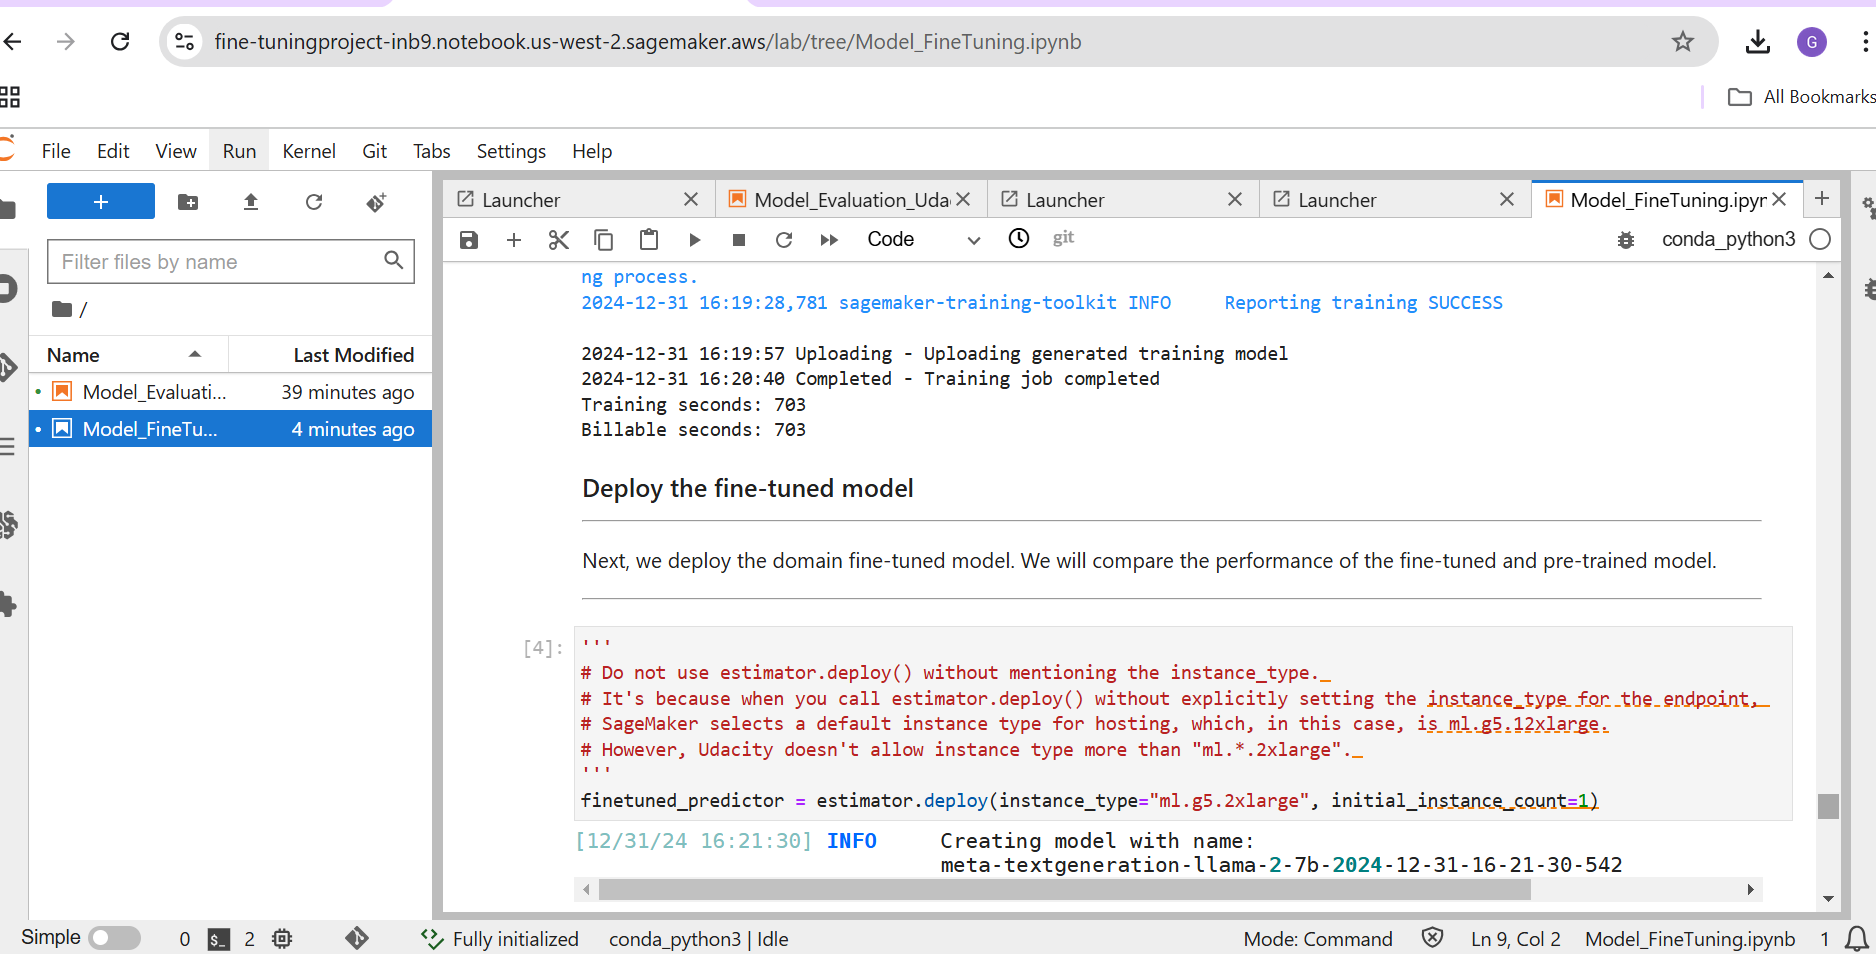 fine-tuningproject-inb9.notebook.us-west-2.sagemaker.aws/lab/tree/Model_FineTuning.ipynb
G
All Bookmarks
File Edit View Run Kernel Git Tabs Settings Help
Launcher Model_Evaluation_Uda Launcher Launcher Model_FineTuning.ipyn
Code git conda_python3
Filter files by name
/
Name Last Modified
Model_Evaluati... 39 minutes ago
Model_FineTu... 4 minutes ago
ng process.
2024-12-31 16:19:28,781 sagemaker-training-toolkit INFO Reporting training SUCCESS
2024-12-31 16:19:57 Uploading - Uploading generated training model
2024-12-31 16:20:40 Completed - Training job completed
Training seconds: 703
Billable seconds: 703
Deploy the fine-tuned model
Next, we deploy the domain fine-tuned model. We will compare the performance of the fine-tuned and pre-trained model.
[4]: '''
# Do not use estimator.deploy() without mentioning the instance_type.
# It's because when you call estimator.deploy() without explicitly setting the instance_type for the endpoint,
# SageMaker selects a default instance type for hosting, which, in this case, is ml.g5.12xlarge.
# However, Udacity doesn't allow instance type more than "ml.*.2xlarge".
'''
finetuned_predictor = estimator.deploy(instance_type="ml.g5.2xlarge", initial_instance_count=1)
[12/31/24 16:21:30] INFO Creating model with name:
meta-textgeneration-llama-2-7b-2024-12-31-16-21-30-542
Simple 0 $_ 2 Fully initialized conda_python3 | Idle Mode: Command Ln 9, Col 2 Model_FineTuning.ipynb 1